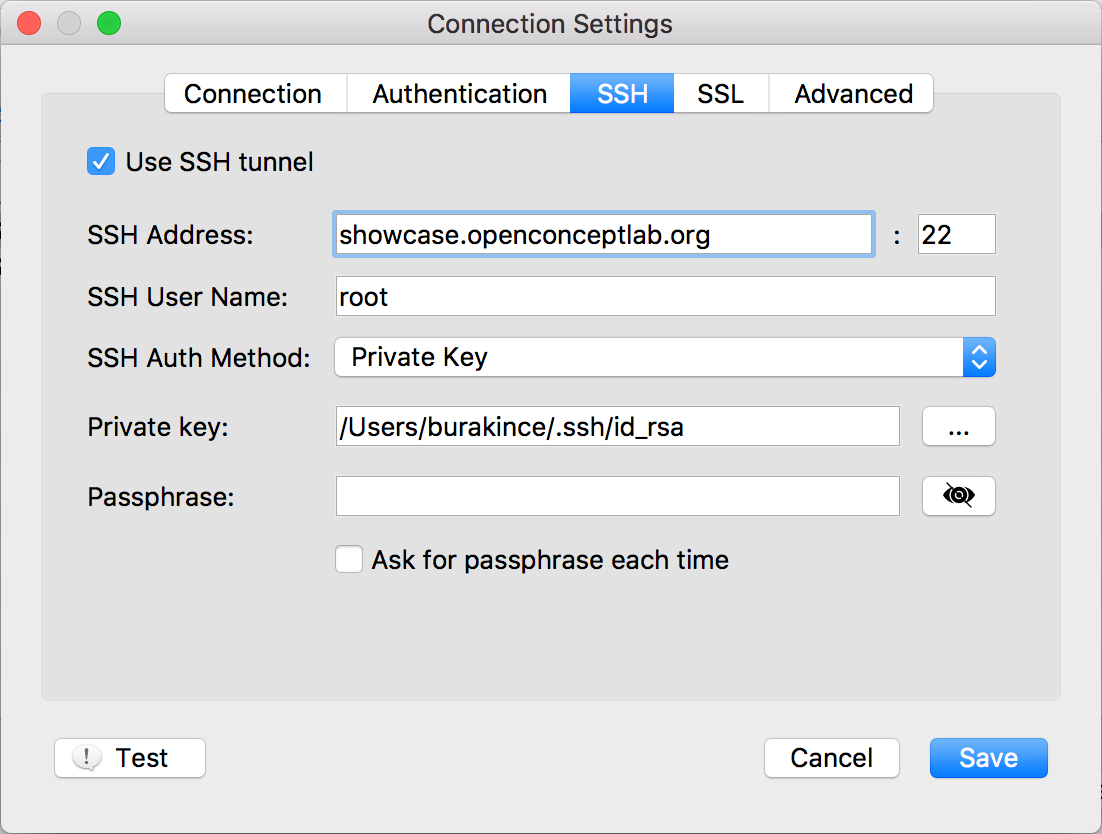 Connection Settings
Connection Authentication SSH SSL Advanced
Use SSH tunnel
SSH Address: showcase.openconceptlab.org : 22
SSH User Name: root
SSH Auth Method: Private Key
Private key: /Users/burakince/.ssh/id_rsa ...
Passphrase:
Ask for passphrase each time
! Test Cancel Save